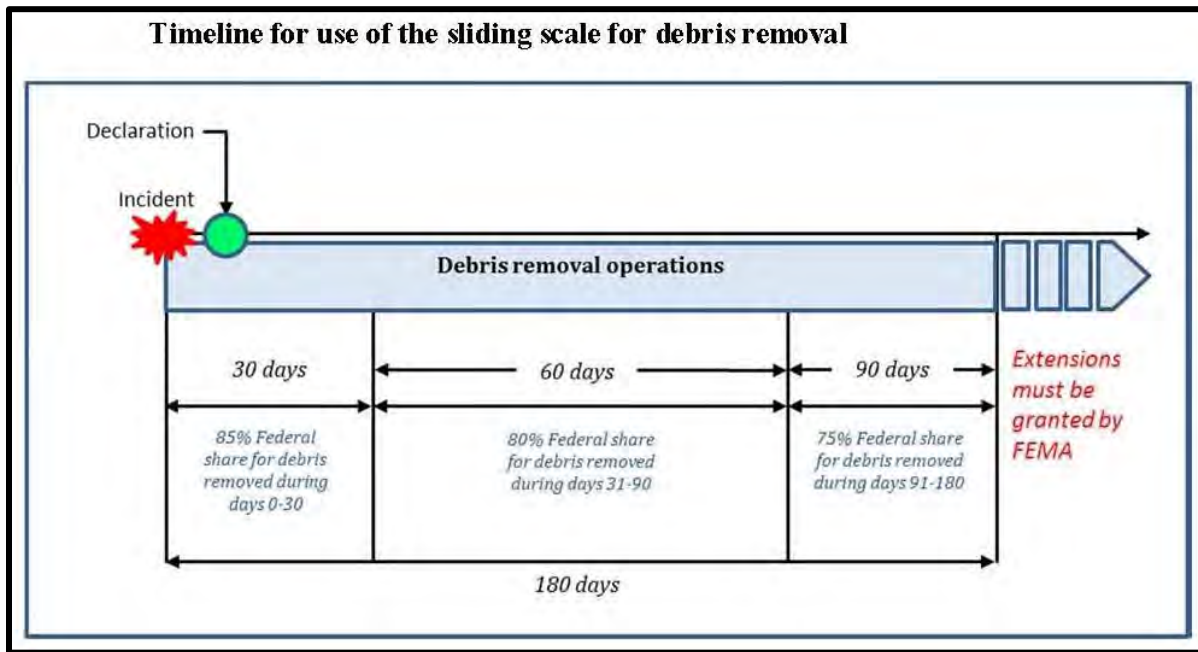 Timeline for use of the sliding scale for debris removal
Declaration
Incident
Debris removal operations
30 days
60 days
90 days
85% Federal
share for debris
removed during
days 0-30
80% Federal share
for debris removed
during days 31-90
75% Federal share
for debris removed
during days 91-180
Extensions
must be
granted by
FEMA
180 days